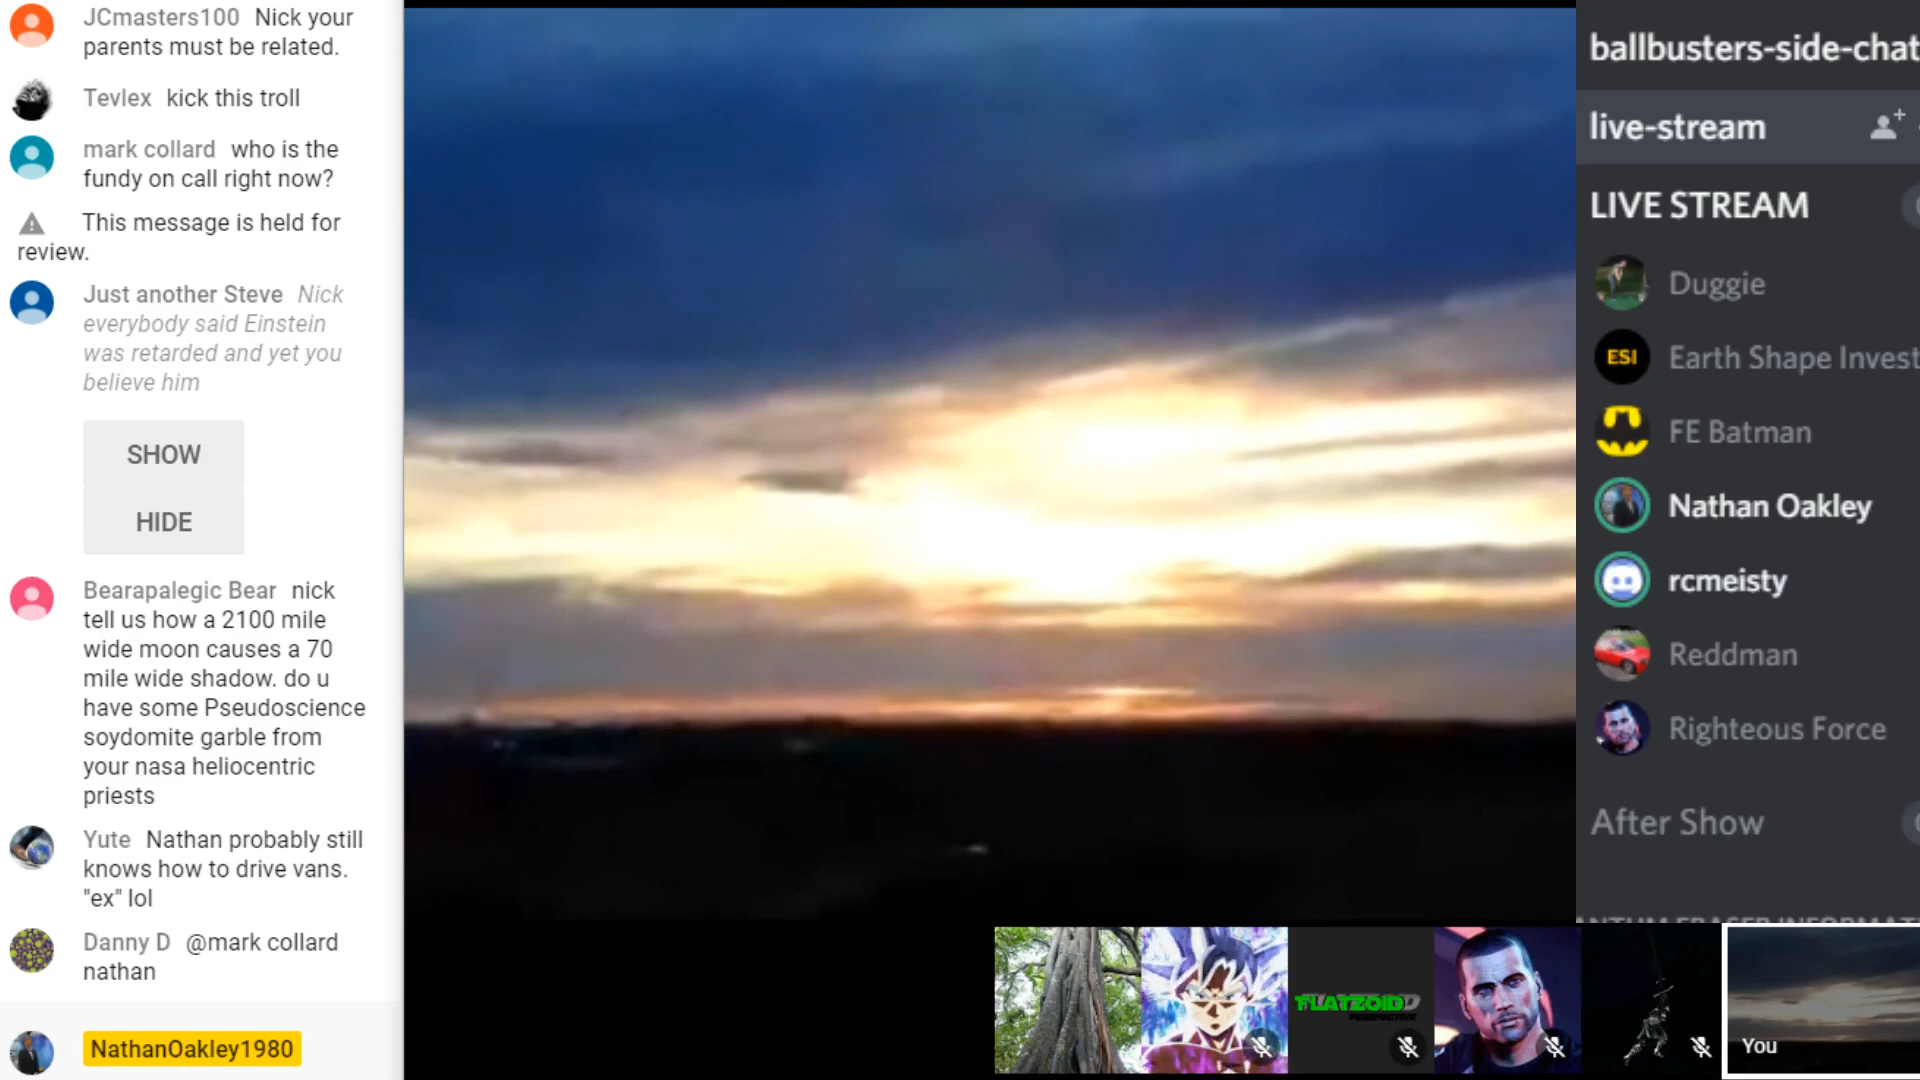 JCmasters100 Nick your
parents must be related.
Tevlex kick this troll
mark collard who is the
fundy on call right now?
This message is held for
review.
Just another Steve Nick
everybody said Einstein
was retarded and yet you
believe him
SHOW
HIDE
Bearapalegic Bear nick
tell us how a 2100 mile
wide moon causes a 70
mile wide shadow. do u
have some Pseudoscience
soydomite garble from
your nasa heliocentric
priests
Yute Nathan probably still
knows how to drive vans.
"ex" lol
Danny D @mark collard
nathan
NathanOakley1980
ballbusters-side-chat
live-stream
LIVE STREAM
Duggie
ESI
Earth Shape Invest
FE Batman
Nathan Oakley
rcmeisty
Reddman
Righteous Force
After Show
FLATZOID
PERSPECTIVE
You